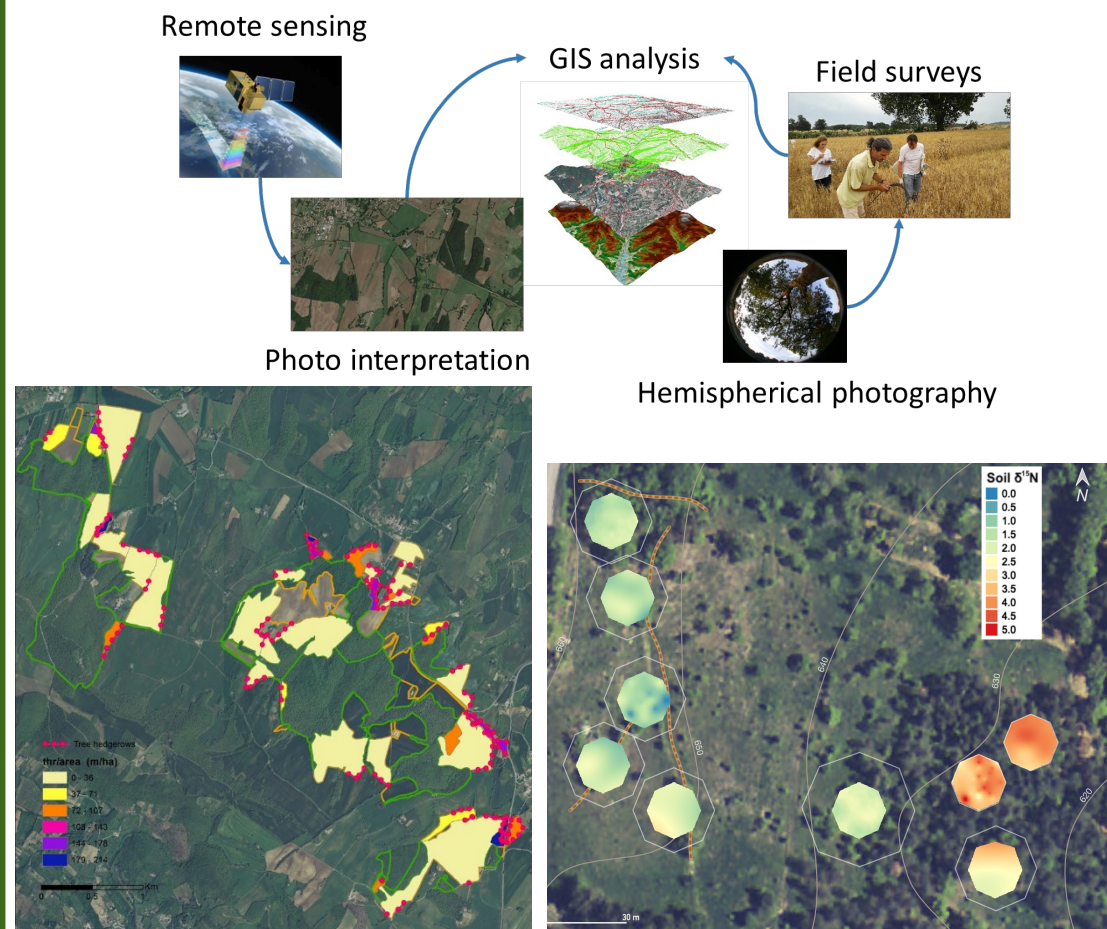 Remote sensing
GIS analysis
Field surveys
Photo interpretation
Hemispherical photography
Tree hedgerows
thr/area (m/ha)
0 - 36
37 - 71
72 - 107
108 - 143
144 - 178
179 - 214
Km
0 0.5 1
Soil δ¹⁵N
0.0
0.5
1.0
1.5
2.0
2.5
3.0
3.5
4.0
4.5
5.0
N
660
650
640
630
620
30 m